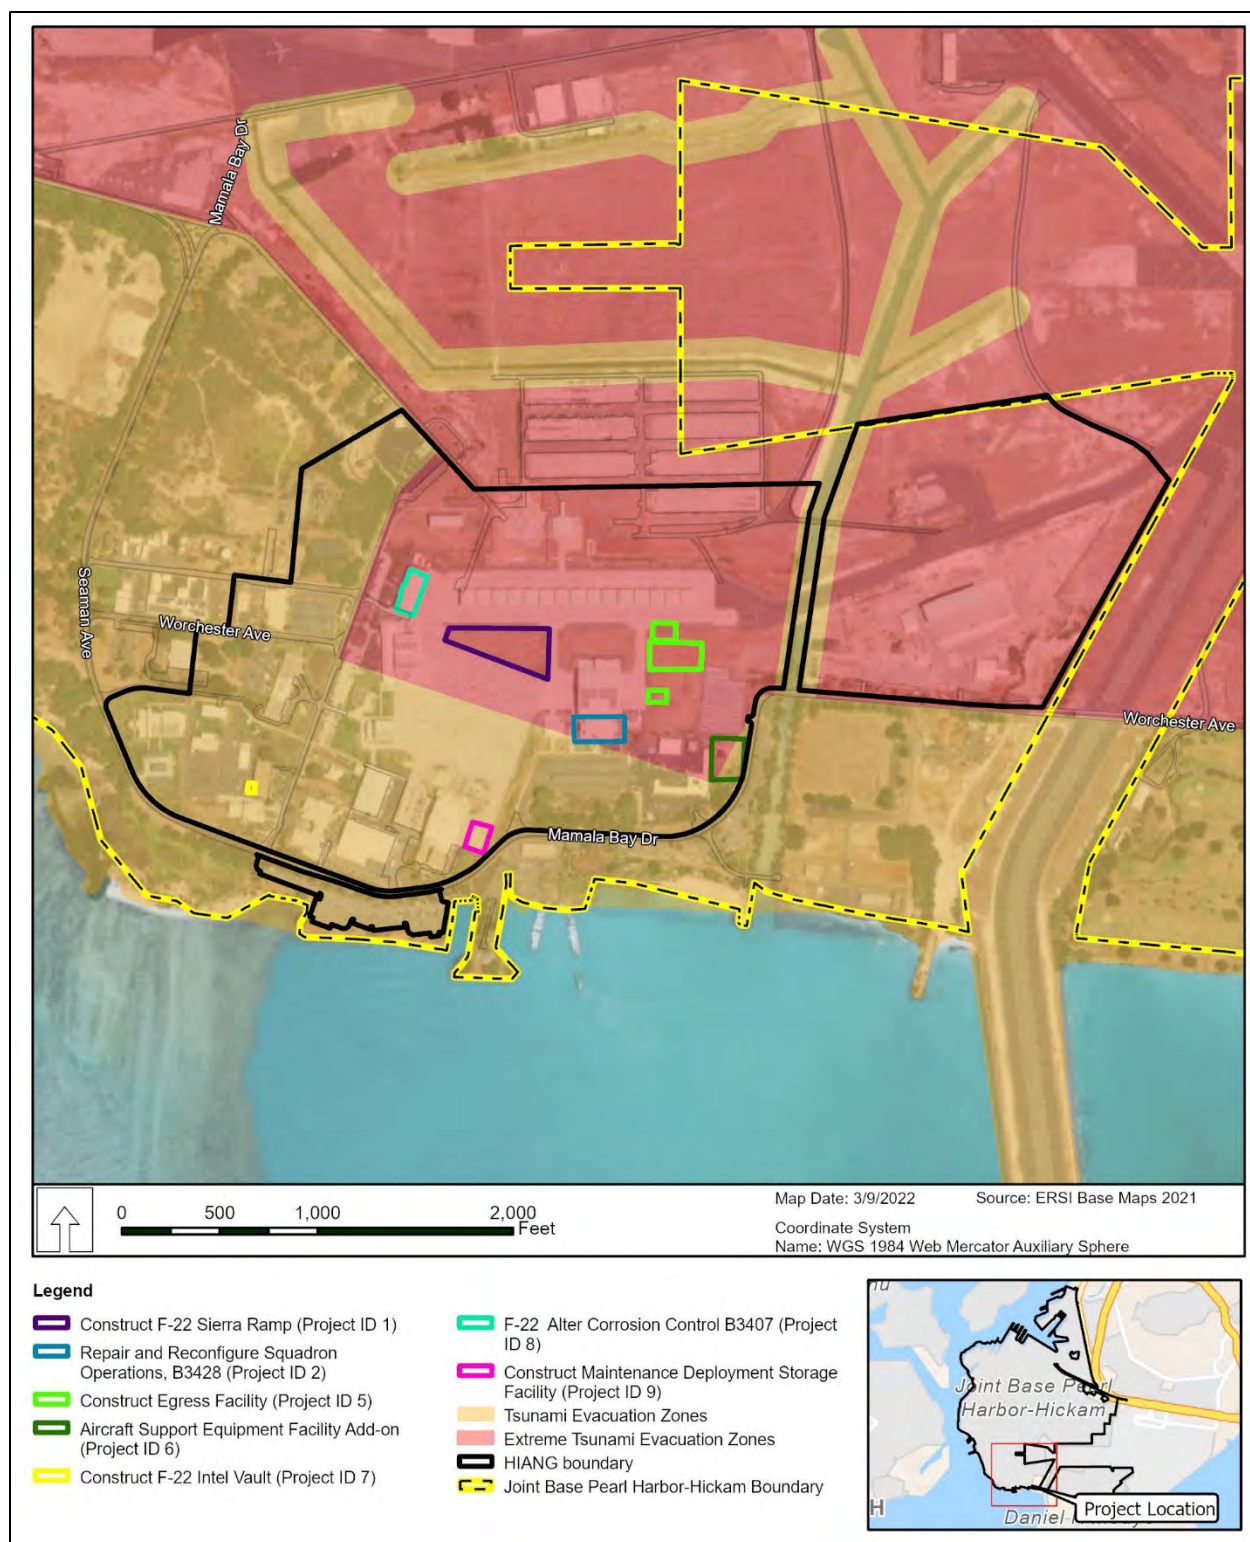 Mamala Bay Dr
Seaman Ave
Worchester Ave
Worchester Ave
Mamala Bay Dr
0 500 1,000 2,000
Feet
Map Date: 3/9/2022 Source: ERSI Base Maps 2021
Coordinate System
Name: WGS 1984 Web Mercator Auxiliary Sphere
Legend
Construct F-22 Sierra Ramp (Project ID 1)
Repair and Reconfigure Squadron
Operations, B3428 (Project ID 2)
Construct Egress Facility (Project ID 5)
Aircraft Support Equipment Facility Add-on
(Project ID 6)
Construct F-22 Intel Vault (Project ID 7)
F-22 Alter Corrosion Control B3407 (Project
ID 8)
Construct Maintenance Deployment Storage
Facility (Project ID 9)
Tsunami Evacuation Zones
Extreme Tsunami Evacuation Zones
HIANG boundary
Joint Base Pearl Harbor-Hickam Boundary
Joint Base Pearl
Harbor-Hickam
H
Project Location
Daniel